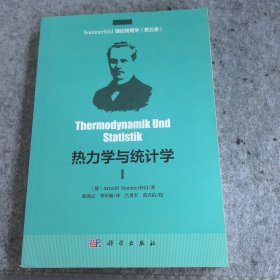 Sommerfeld 理论物理学（第五卷）
Thermodynamik Und
Statistik
热力学与统计学
〔德〕Arnold Sommerfeld/著
科学出版社